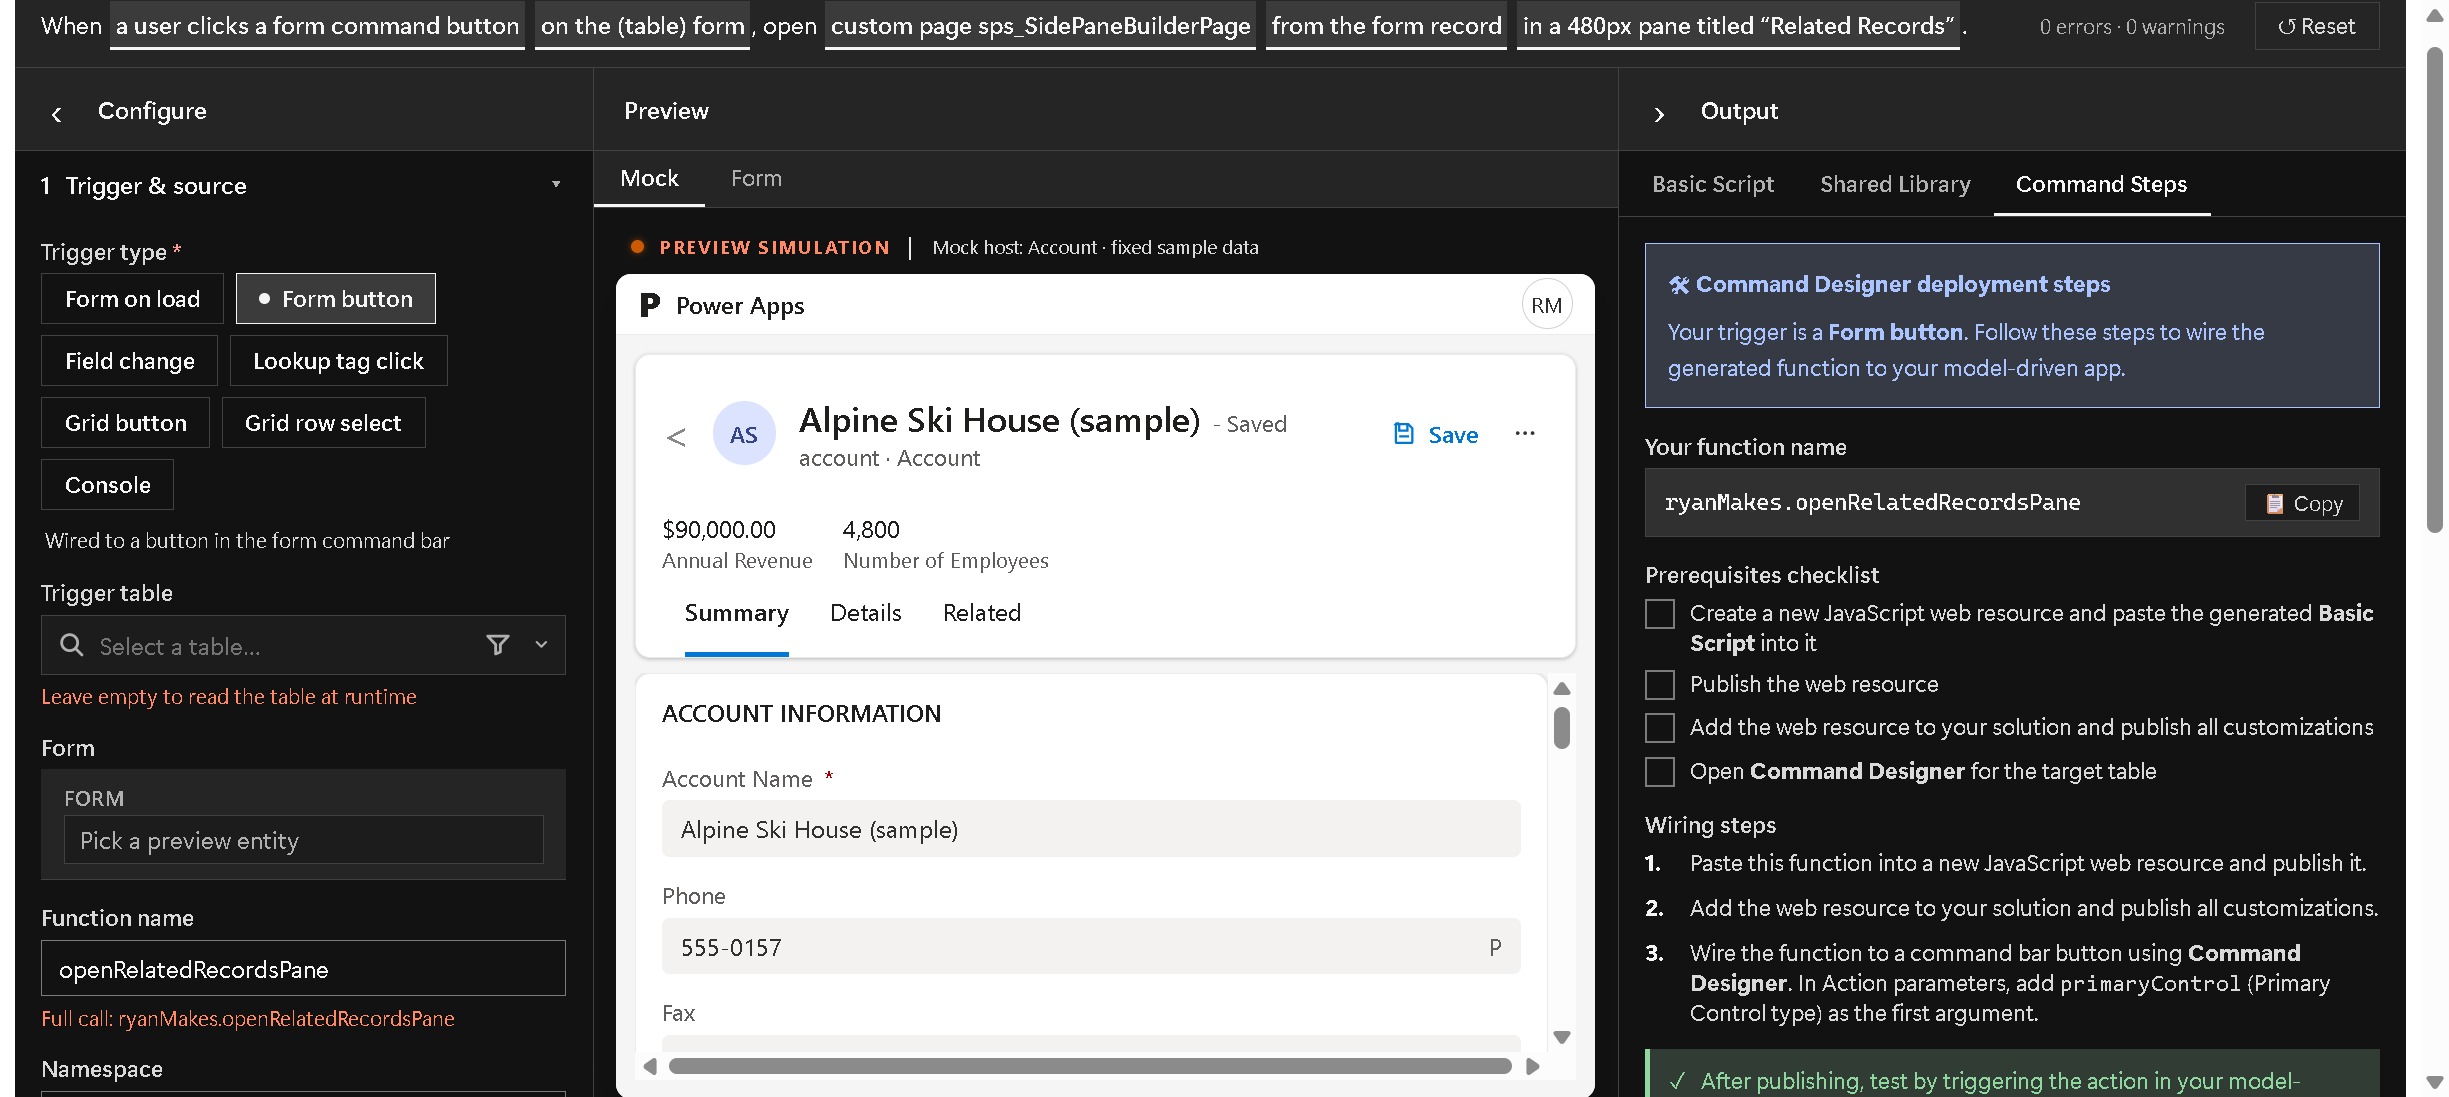 When a user clicks a form command button on the (table) form , open custom page sps_SidePaneBuilderPage from the form record in a 480px pane titled “Related Records” .
0 errors · 0 warnings
↺ Reset
Configure
1 Trigger & source
Trigger type *
Form on load
Form button
Field change
Lookup tag click
Grid button
Grid row select
Console
Wired to a button in the form command bar
Trigger table
Select a table...
Leave empty to read the table at runtime
Form
FORM
Pick a preview entity
Function name
openRelatedRecordsPane
Full call: ryanMakes.openRelatedRecordsPane
Namespace
Preview
Mock
Form
PREVIEW SIMULATION | Mock host: Account · fixed sample data
Power Apps
RM
AS
Alpine Ski House (sample) - Saved
account · Account
Save
...
$90,000.00
Annual Revenue
4,800
Number of Employees
Summary
Details
Related
ACCOUNT INFORMATION
Account Name *
Alpine Ski House (sample)
Phone
555-0157
P
Fax
Output
Basic Script
Shared Library
Command Steps
🛠 Command Designer deployment steps
Your trigger is a Form button. Follow these steps to wire the
generated function to your model-driven app.
Your function name
ryanMakes.openRelatedRecordsPane
📋 Copy
Prerequisites checklist
Create a new JavaScript web resource and paste the generated Basic
Script into it
Publish the web resource
Add the web resource to your solution and publish all customizations
Open Command Designer for the target table
Wiring steps
1. Paste this function into a new JavaScript web resource and publish it.
2. Add the web resource to your solution and publish all customizations.
3. Wire the function to a command bar button using Command
Designer. In Action parameters, add primaryControl (Primary
Control type) as the first argument.
✓ After publishing, test by triggering the action in your model-